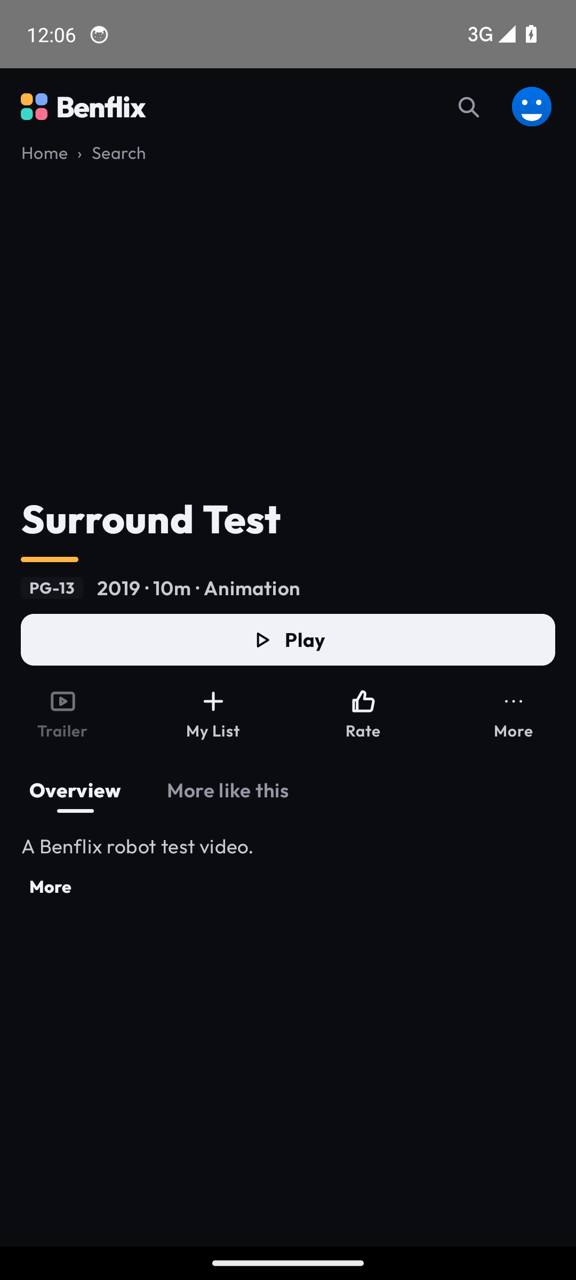 12:06
3G
Benflix
Home › Search
Surround Test
PG-13 2019 · 10m · Animation
Play
Trailer My List Rate More
Overview More like this
A Benflix robot test video.
More